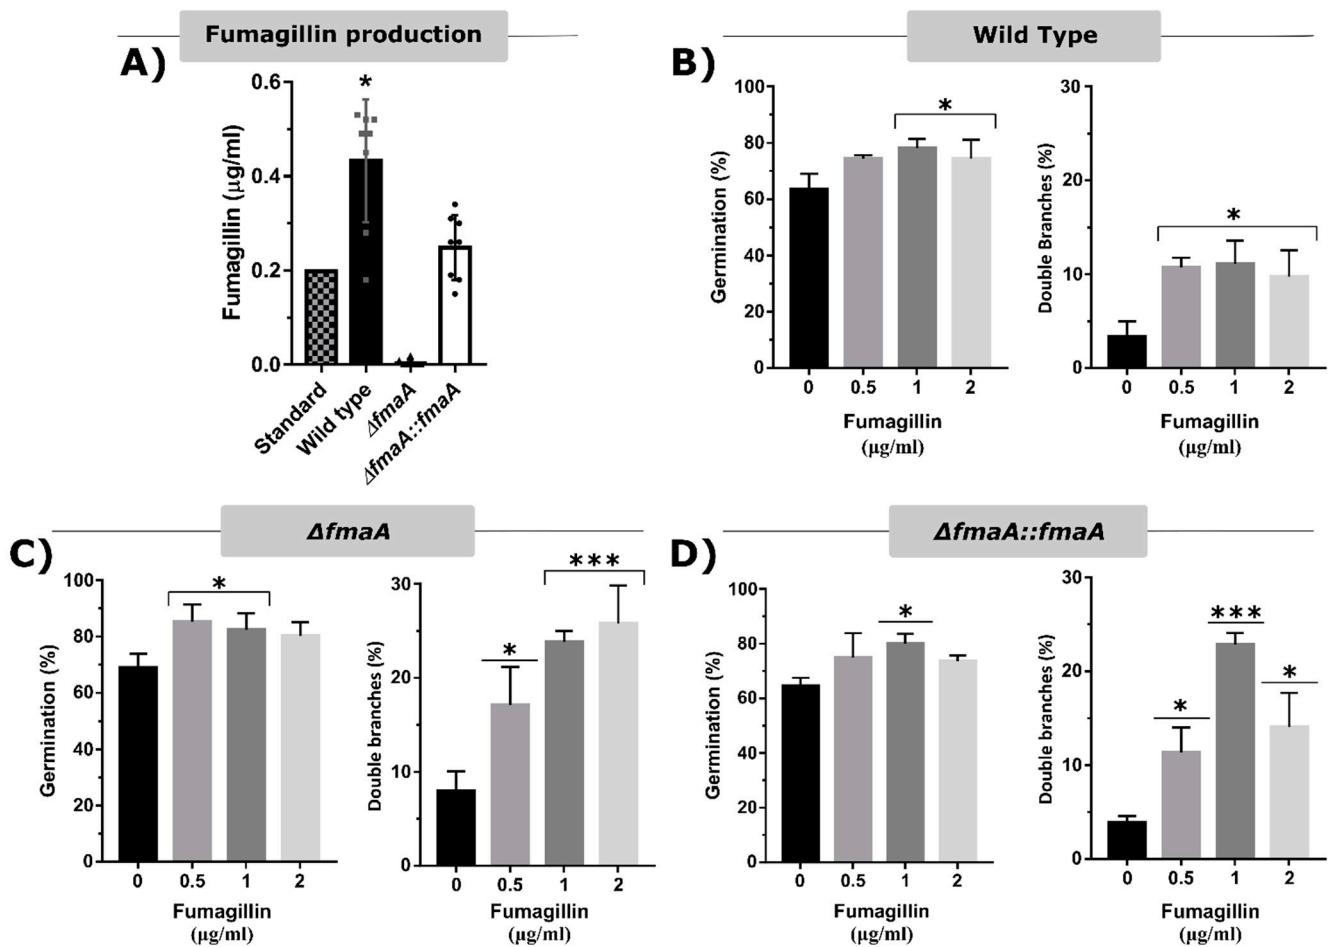 Fumagillin production
A)
*
Fumagillin (μg/ml)
0.6
0.4
0.2
0.0
Standard
Wild type
ΔfmaA
ΔfmaA::fmaA
Wild Type
B)
*
Germination (%)
100
80
60
40
20
0
0 0.5 1 2
Fumagillin
(μg/ml)
*
Double Branches (%)
30
20
10
0
0 0.5 1 2
Fumagillin
(μg/ml)
ΔfmaA
C)
*
Germination (%)
100
80
60
40
20
0
0 0.5 1 2
Fumagillin
(μg/ml)
***
*
Double branches (%)
30
20
10
0
0 0.5 1 2
Fumagillin
(μg/ml)
ΔfmaA::fmaA
D)
*
Germination (%)
100
80
60
40
20
0
0 0.5 1 2
Fumagillin
(μg/ml)
***
*
*
Double branches (%)
30
20
10
0
0 0.5 1 2
Fumagillin
(μg/ml)